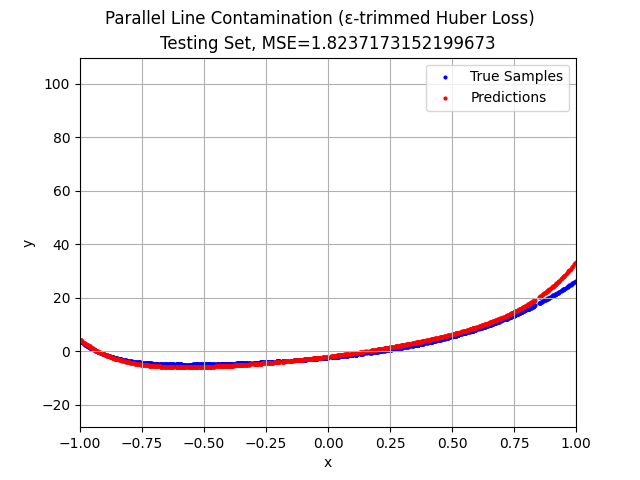 Parallel Line Contamination (ε-trimmed Huber Loss)
Testing Set, MSE=1.8237173152199673
True Samples
Predictions
100
80
60
40
20
0
−20
y
−1.00 −0.75 −0.50 −0.25 0.00 0.25 0.50 0.75 1.00
x